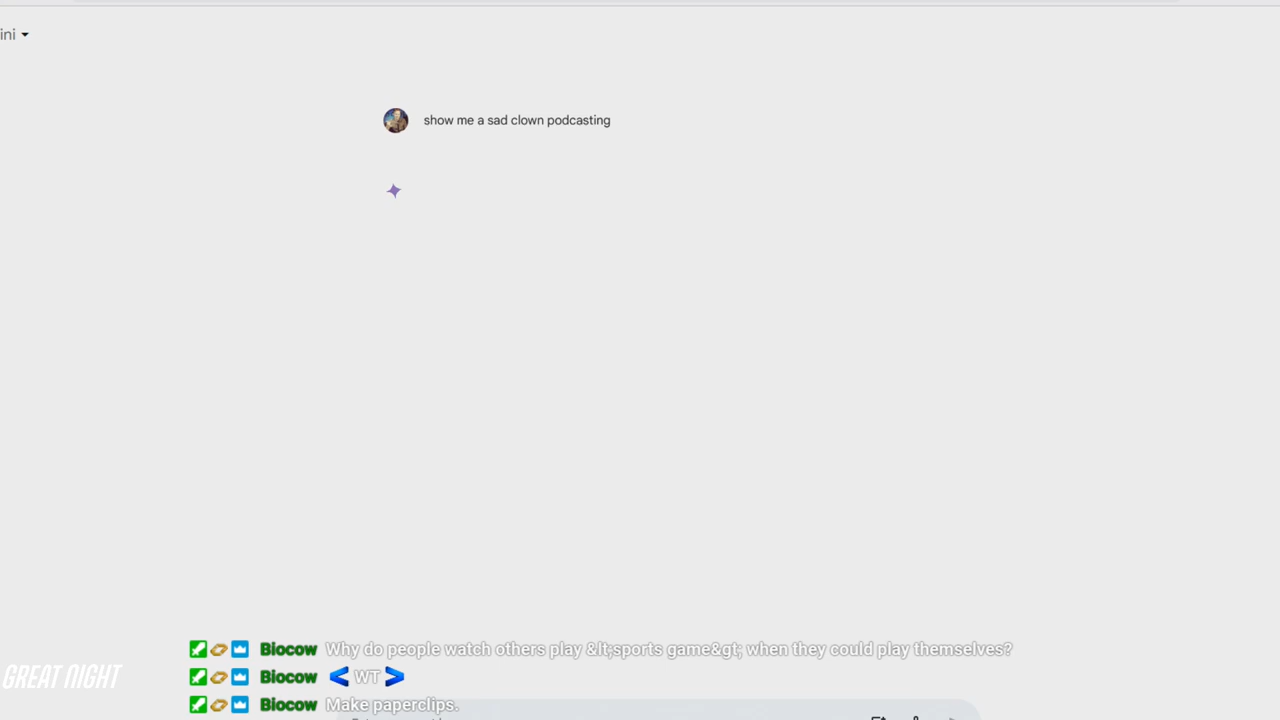 ini
show me a sad clown podcasting
Biocow Why do people watch others play &lt;sports game&gt; when they could play themselves?
Biocow < WT >
GREAT NIGHT
Biocow Make paperclips.